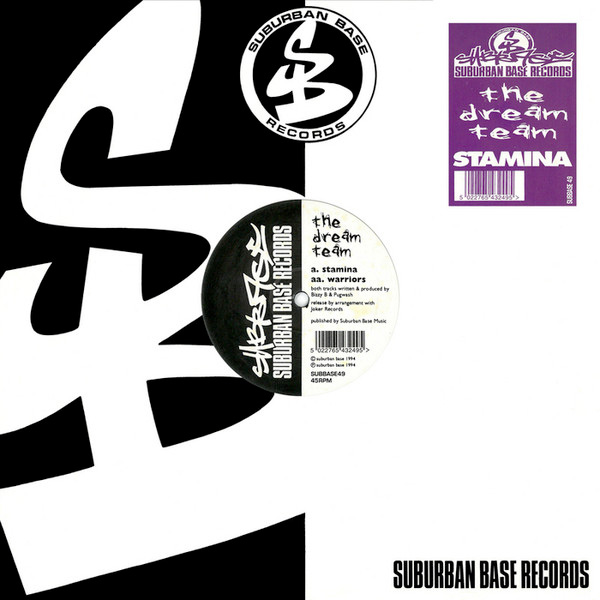 SUBURBAN BASE
RECORDS
SUBURBAN BASE RECORDS
the
dream
team
STAMINA
5 022765 432495 >
SUBBASE 49
SUBBASE
SUBURBAN BASE RECORDS
the
dream
team
a. stamina
aa. warriors
both tracks written & produced by
Bizzy B & Pugwash
release by arrangement with
Joker Records
published by Suburban Base Music
5 022765 432495 >
© suburban base 1994
℗ suburban base 1994
SUBBASE49
45RPM
SUBURBAN BASE RECORDS